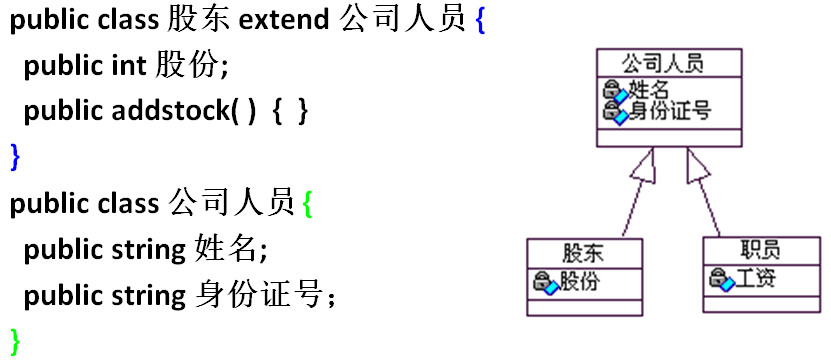 public class 股东 extend 公司人员 {
public int 股份;
public addstock( ) { }
}
public class 公司人员 {
public string 姓名;
public string 身份证号；
}
公司人员
姓名
身份证号
股东
股份
职员
工资